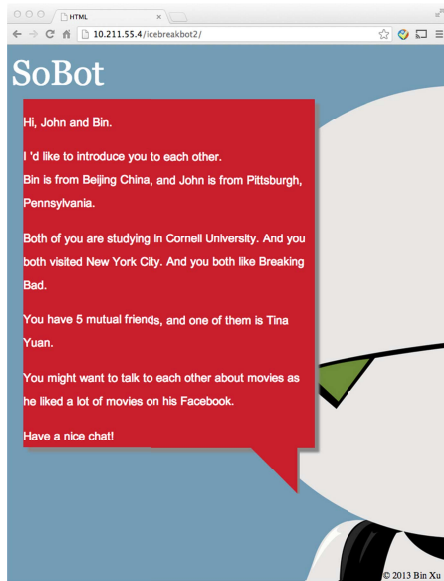 HTML
10.211.55.4/icebreakbot2/
SoBot
Hi, John and Bin.
I 'd like to introduce you to each other.
Bin is from Beijing China, and John is from Pittsburgh,
Pennsylvania.
Both of you are studying in Cornell University. And you
both visited New York City. And you both like Breaking
Bad.
You have 5 mutual friends, and one of them is Tina
Yuan.
You might want to talk to each other about movies as
he liked a lot of movies on his Facebook.
Have a nice chat!
© 2013 Bin Xu